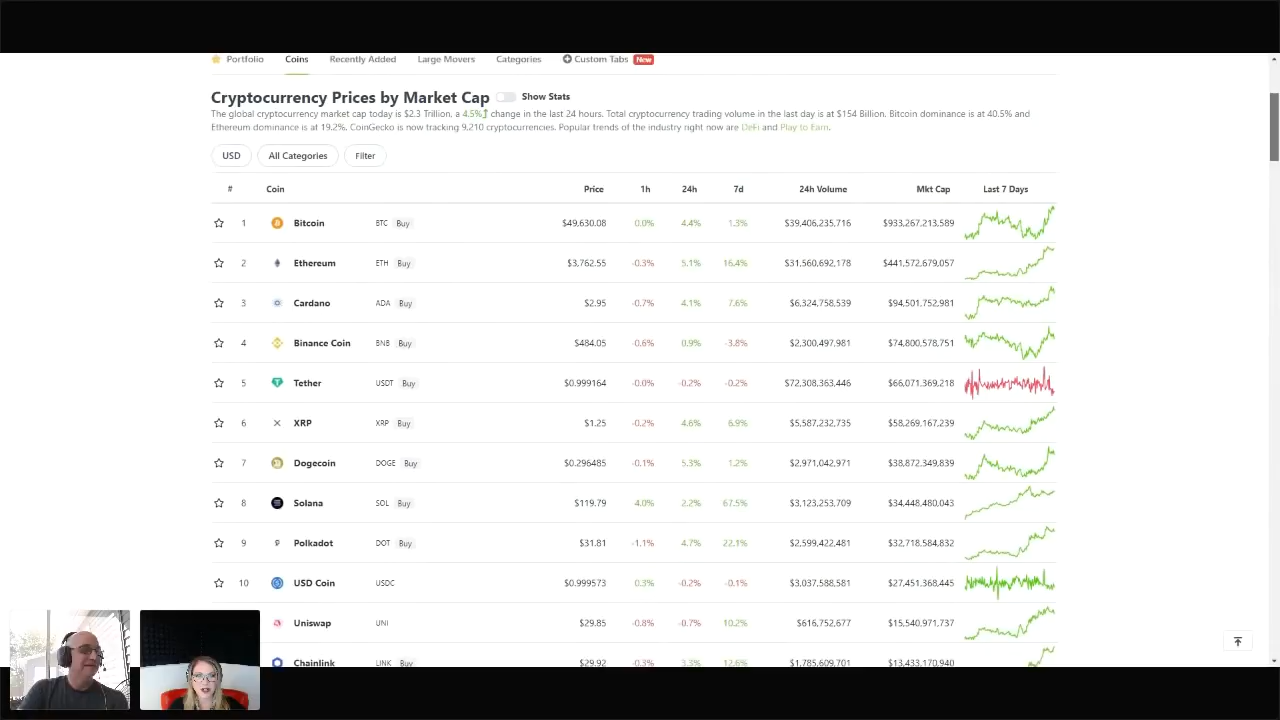 Portfolio Coins Recently Added Large Movers Categories Custom Tabs New
Cryptocurrency Prices by Market Cap Show Stats
The global cryptocurrency market cap today is $2.3 Trillion, a 4.5% change in the last 24 hours. Total cryptocurrency trading volume in the last day is at $154 Billion. Bitcoin dominance is at 40.5% and
Ethereum dominance is at 19.2%. CoinGecko is now tracking 9,210 cryptocurrencies. Popular trends of the industry right now are DeFi and Play to Earn.
USD All Categories Filter
# Coin Price 1h 24h 7d 24h Volume Mkt Cap Last 7 Days
1 Bitcoin BTC Buy $49,630.08 0.0% 4.4% 1.3% $39,406,235,716 $933,267,213,589
2 Ethereum ETH Buy $3,762.55 -0.3% 5.1% 16.4% $31,560,692,178 $441,572,679,057
3 Cardano ADA Buy $2.95 -0.7% 4.1% 7.6% $6,324,758,539 $94,501,752,981
4 Binance Coin BNB Buy $484.05 -0.6% 0.9% -3.8% $2,300,497,981 $74,800,578,751
5 Tether USDT Buy $0.999164 -0.0% -0.2% -0.2% $72,308,363,446 $66,071,369,218
6 XRP XRP Buy $1.25 -0.2% 4.6% 6.9% $5,587,232,735 $58,269,167,239
7 Dogecoin DOGE Buy $0.296485 -0.1% 5.3% 1.2% $2,971,042,971 $38,872,349,839
8 Solana SOL Buy $119.79 4.0% 2.2% 67.5% $3,123,253,709 $34,448,480,043
9 Polkadot DOT Buy $31.81 -1.1% 4.7% 22.1% $2,599,422,481 $32,718,584,832
10 USD Coin USDC $0.999573 0.3% -0.2% -0.1% $3,037,588,581 $27,451,368,445
Uniswap UNI $29.85 -0.8% -0.7% 10.2% $616,752,677 $15,540,971,737
Chainlink LINK Buy $29.92 -0.3% 3.3% 12.6% $1,785,609,701 $13,433,170,940